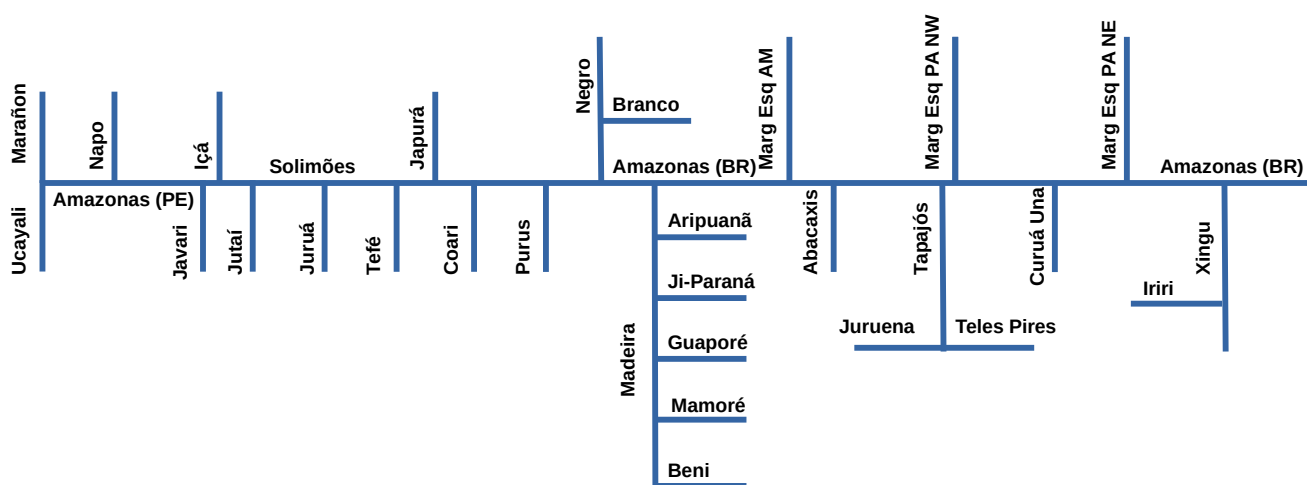 Marañon
Napo
Içá
Solimões
Japurá
Negro
Branco
Amazonas (BR)
Marg Esq AM
Marg Esq PA NW
Marg Esq PA NE
Amazonas (BR)
Ucayali
Amazonas (PE)
Javari
Jutaí
Juruá
Tefé
Coari
Purus
Madeira
Aripuanã
Ji-Paraná
Guaporé
Mamoré
Beni
Abacaxis
Tapajós
Juruena
Teles Pires
Curuá Una
Xingu
Iriri